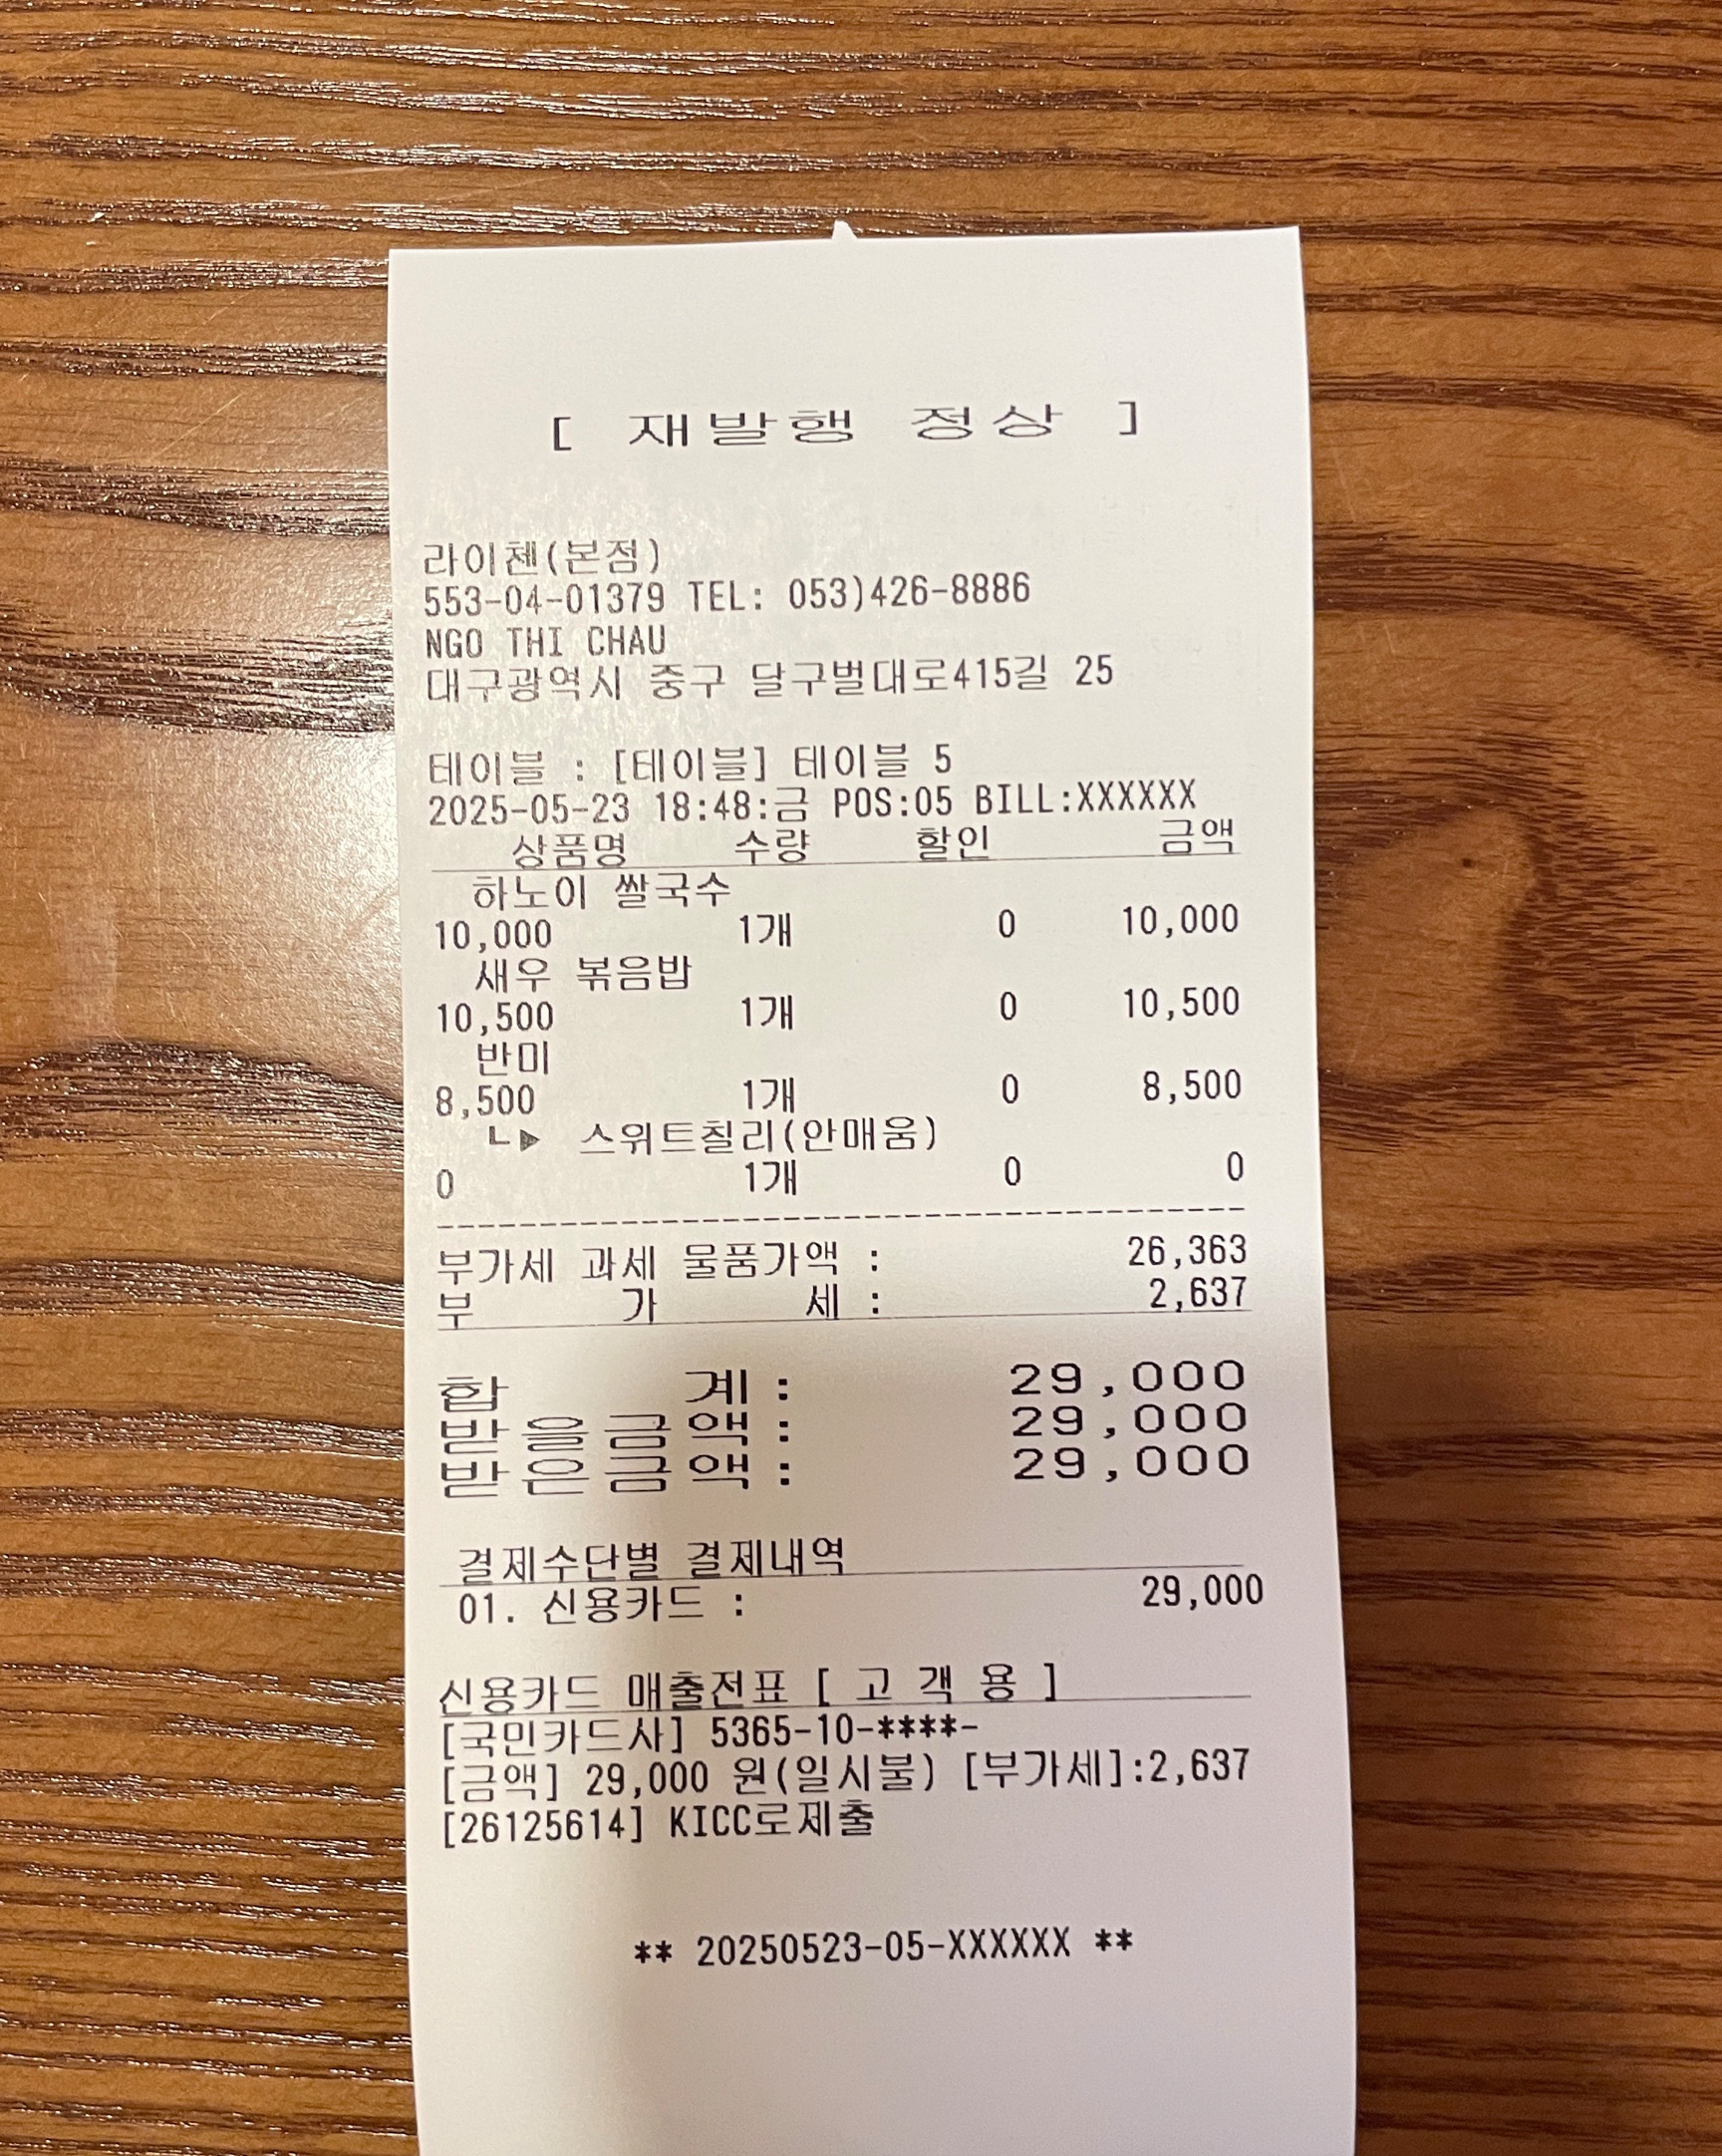 [ 재발행 정상 ]
라이첸(본점)
553-04-01379 TEL: 053)426-8886
NGO THI CHAU
대구광역시 중구 달구벌대로415길 25
테이블 : [테이블] 테이블 5
2025-05-23 18:48:금 POS:05 BILL:XXXXXX
상품명 수량 할인 금액
하노이 쌀국수
10,000 1개 0 10,000
새우 볶음밥
10,500 1개 0 10,500
반미
8,500 1개 0 8,500
ㄴ▶ 스위트칠리(안매움)
0 1개 0 0
부가세 과세 물품가액 : 26,363
부 가 세 : 2,637
합 계 : 29,000
받을금액 : 29,000
받은금액 : 29,000
결제수단별 결제내역
01. 신용카드 : 29,000
신용카드 매출전표 [ 고 객 용 ]
[국민카드사] 5365-10-****-
[금액] 29,000 원(일시불) [부가세]:2,637
[26125614] KICC로제출
** 20250523-05-XXXXXX **